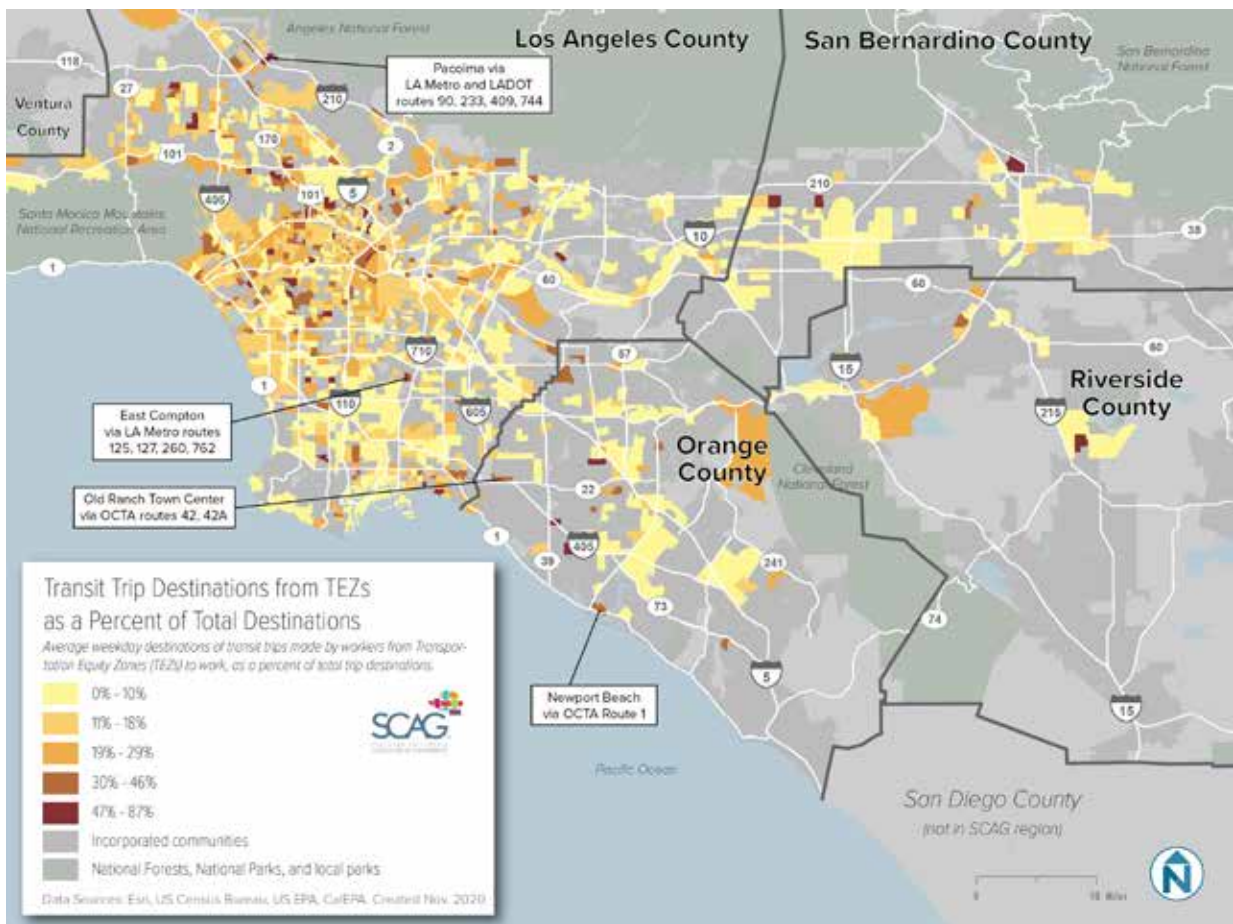 Angeles National Forest
Los Angeles County
San Bernardino County
San Bernardino
National Forest
118
27
Ventura
County
Pacoima via
LA Metro and LADOT
routes 90, 233, 409, 744
210
170
2
101
5
101
405
210
10
38
Santa Monica Mountains
National Recreation Area
1
60
60
57
710
15
60
Riverside
County
1
110
605
215
East Compton
via LA Metro routes
125, 127, 260, 762
Orange
County
Cleveland
National Forest
Old Ranch Town Center
via OCTA routes 42, 42A
22
1
405
39
241
73
74
Newport Beach
via OCTA Route 1
5
15
Pacific Ocean
San Diego County
(not in SCAG region)
Transit Trip Destinations from TEZs
as a Percent of Total Destinations
Average weekday destinations of transit trips made by workers from Transpor-
tation Equity Zones (TEZs) to work, as a percent of total trip destinations.
0% - 10%
11% - 18%
19% - 29%
30% - 46%
47% - 87%
Incorporated communities
National Forests, National Parks, and local parks
SCAG
Data Sources: Esri, US Census Bureau, US EPA, CalEPA. Created Nov. 2020
0 10 Miles
N